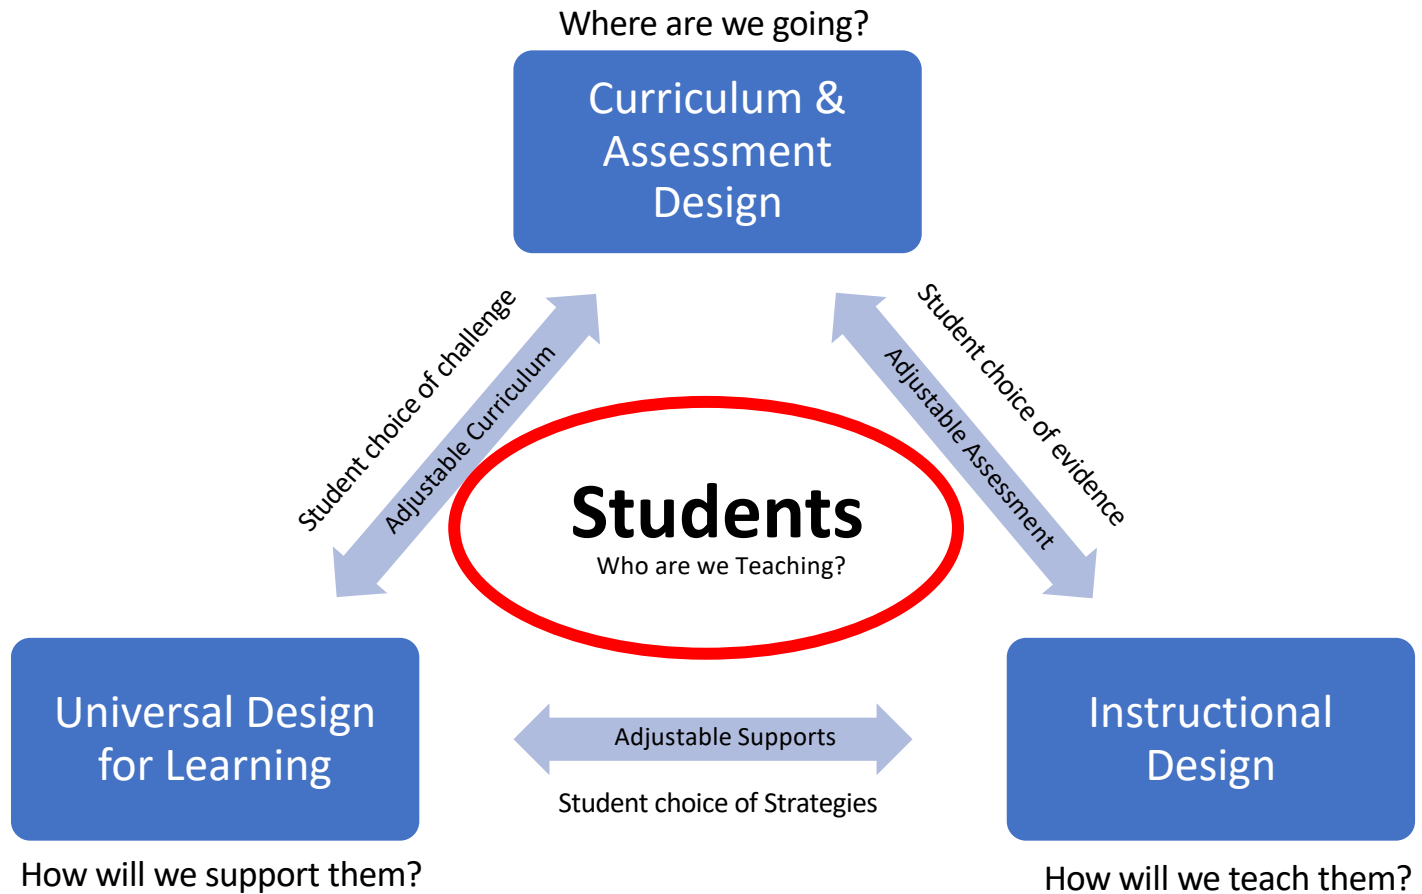 Where are we going?
Curriculum &
Assessment
Design
Student choice of challenge
Adjustable Curriculum
Adjustable Assessment
Student choice of evidence
Students
Who are we Teaching?
Universal Design
for Learning
Adjustable Supports
Student choice of Strategies
Instructional
Design
How will we support them?
How will we teach them?